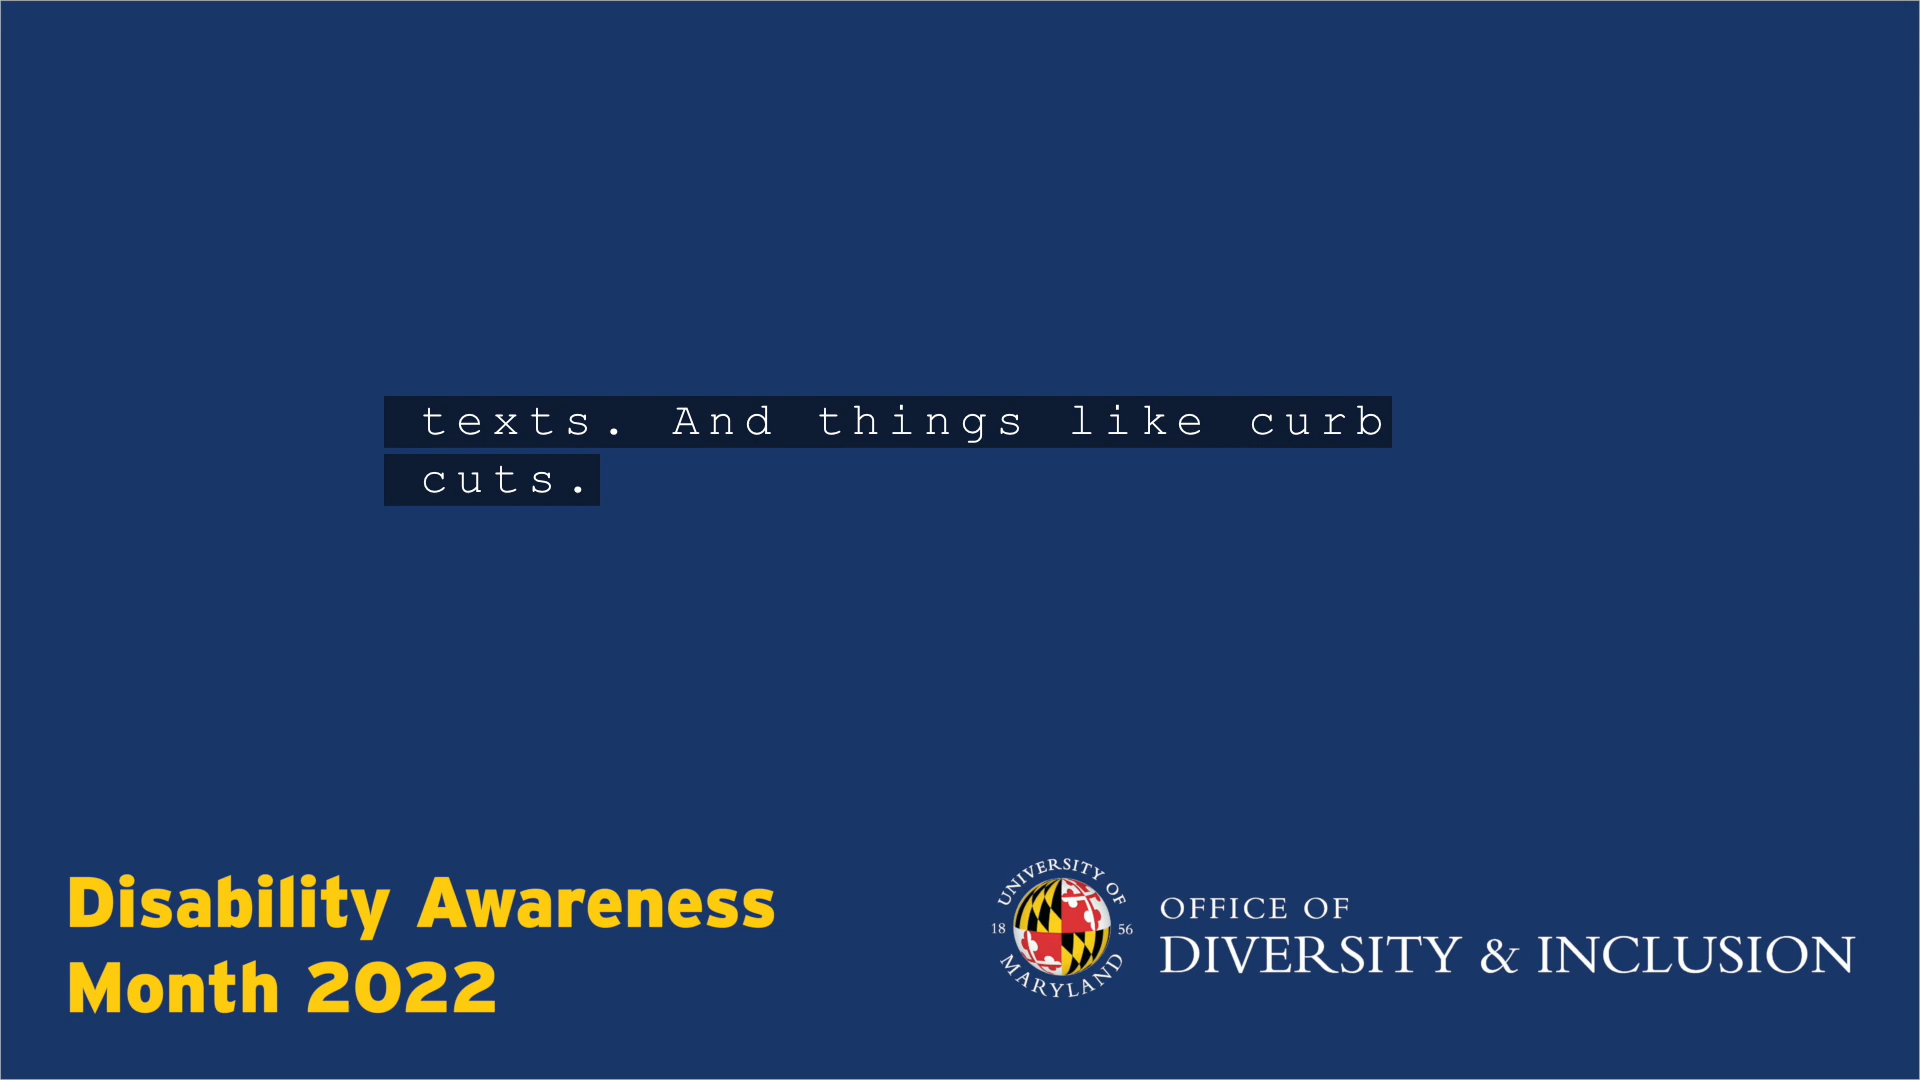 texts. And things like curb
cuts.
Disability Awareness
Month 2022
UNIVERSITY OF
18 56
MARYLAND
OFFICE OF
DIVERSITY & INCLUSION